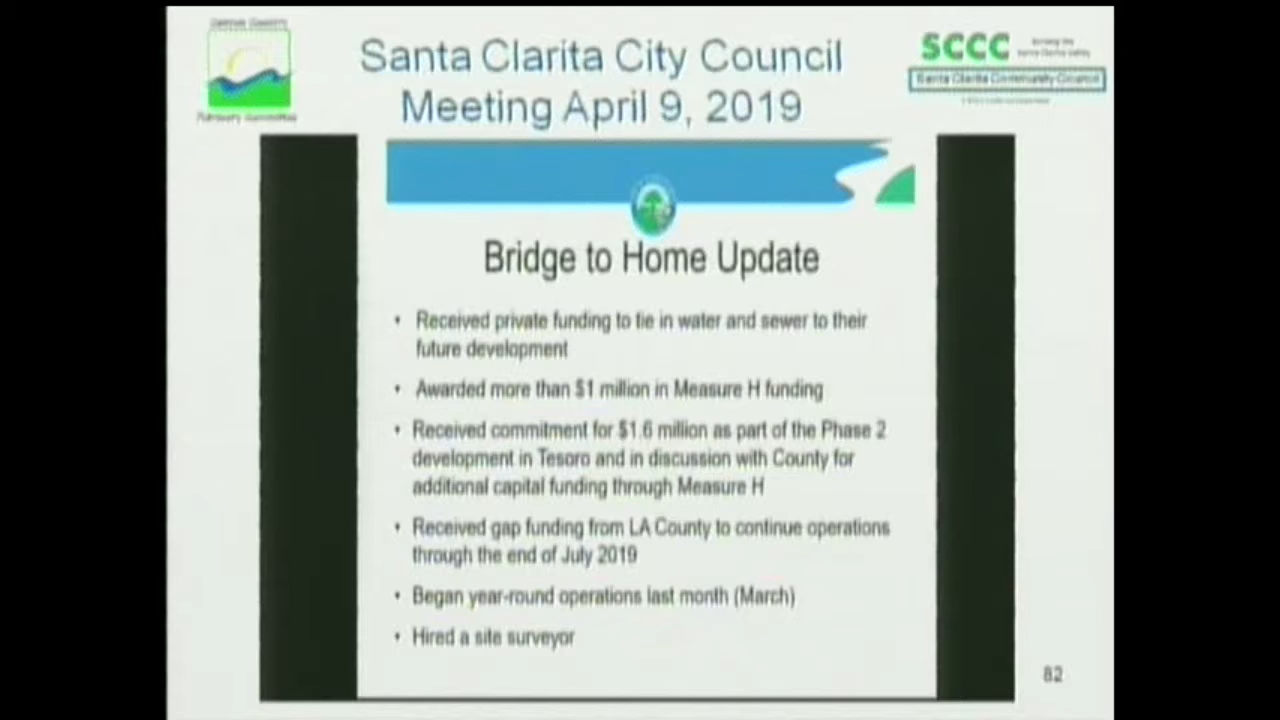 Santa Clarita City Council
Meeting April 9, 2019
SCCC
Santa Clarita Community Council
Bridge to Home Update
• Received private funding to tie in water and sewer to their
future development
• Awarded more than $1 million in Measure H funding
• Received commitment for $1.6 million as part of the Phase 2
development in Tesoro and in discussion with County for
additional capital funding through Measure H
• Received gap funding from LA County to continue operations
through the end of July 2019
• Began year-round operations last month (March)
• Hired a site surveyor
82